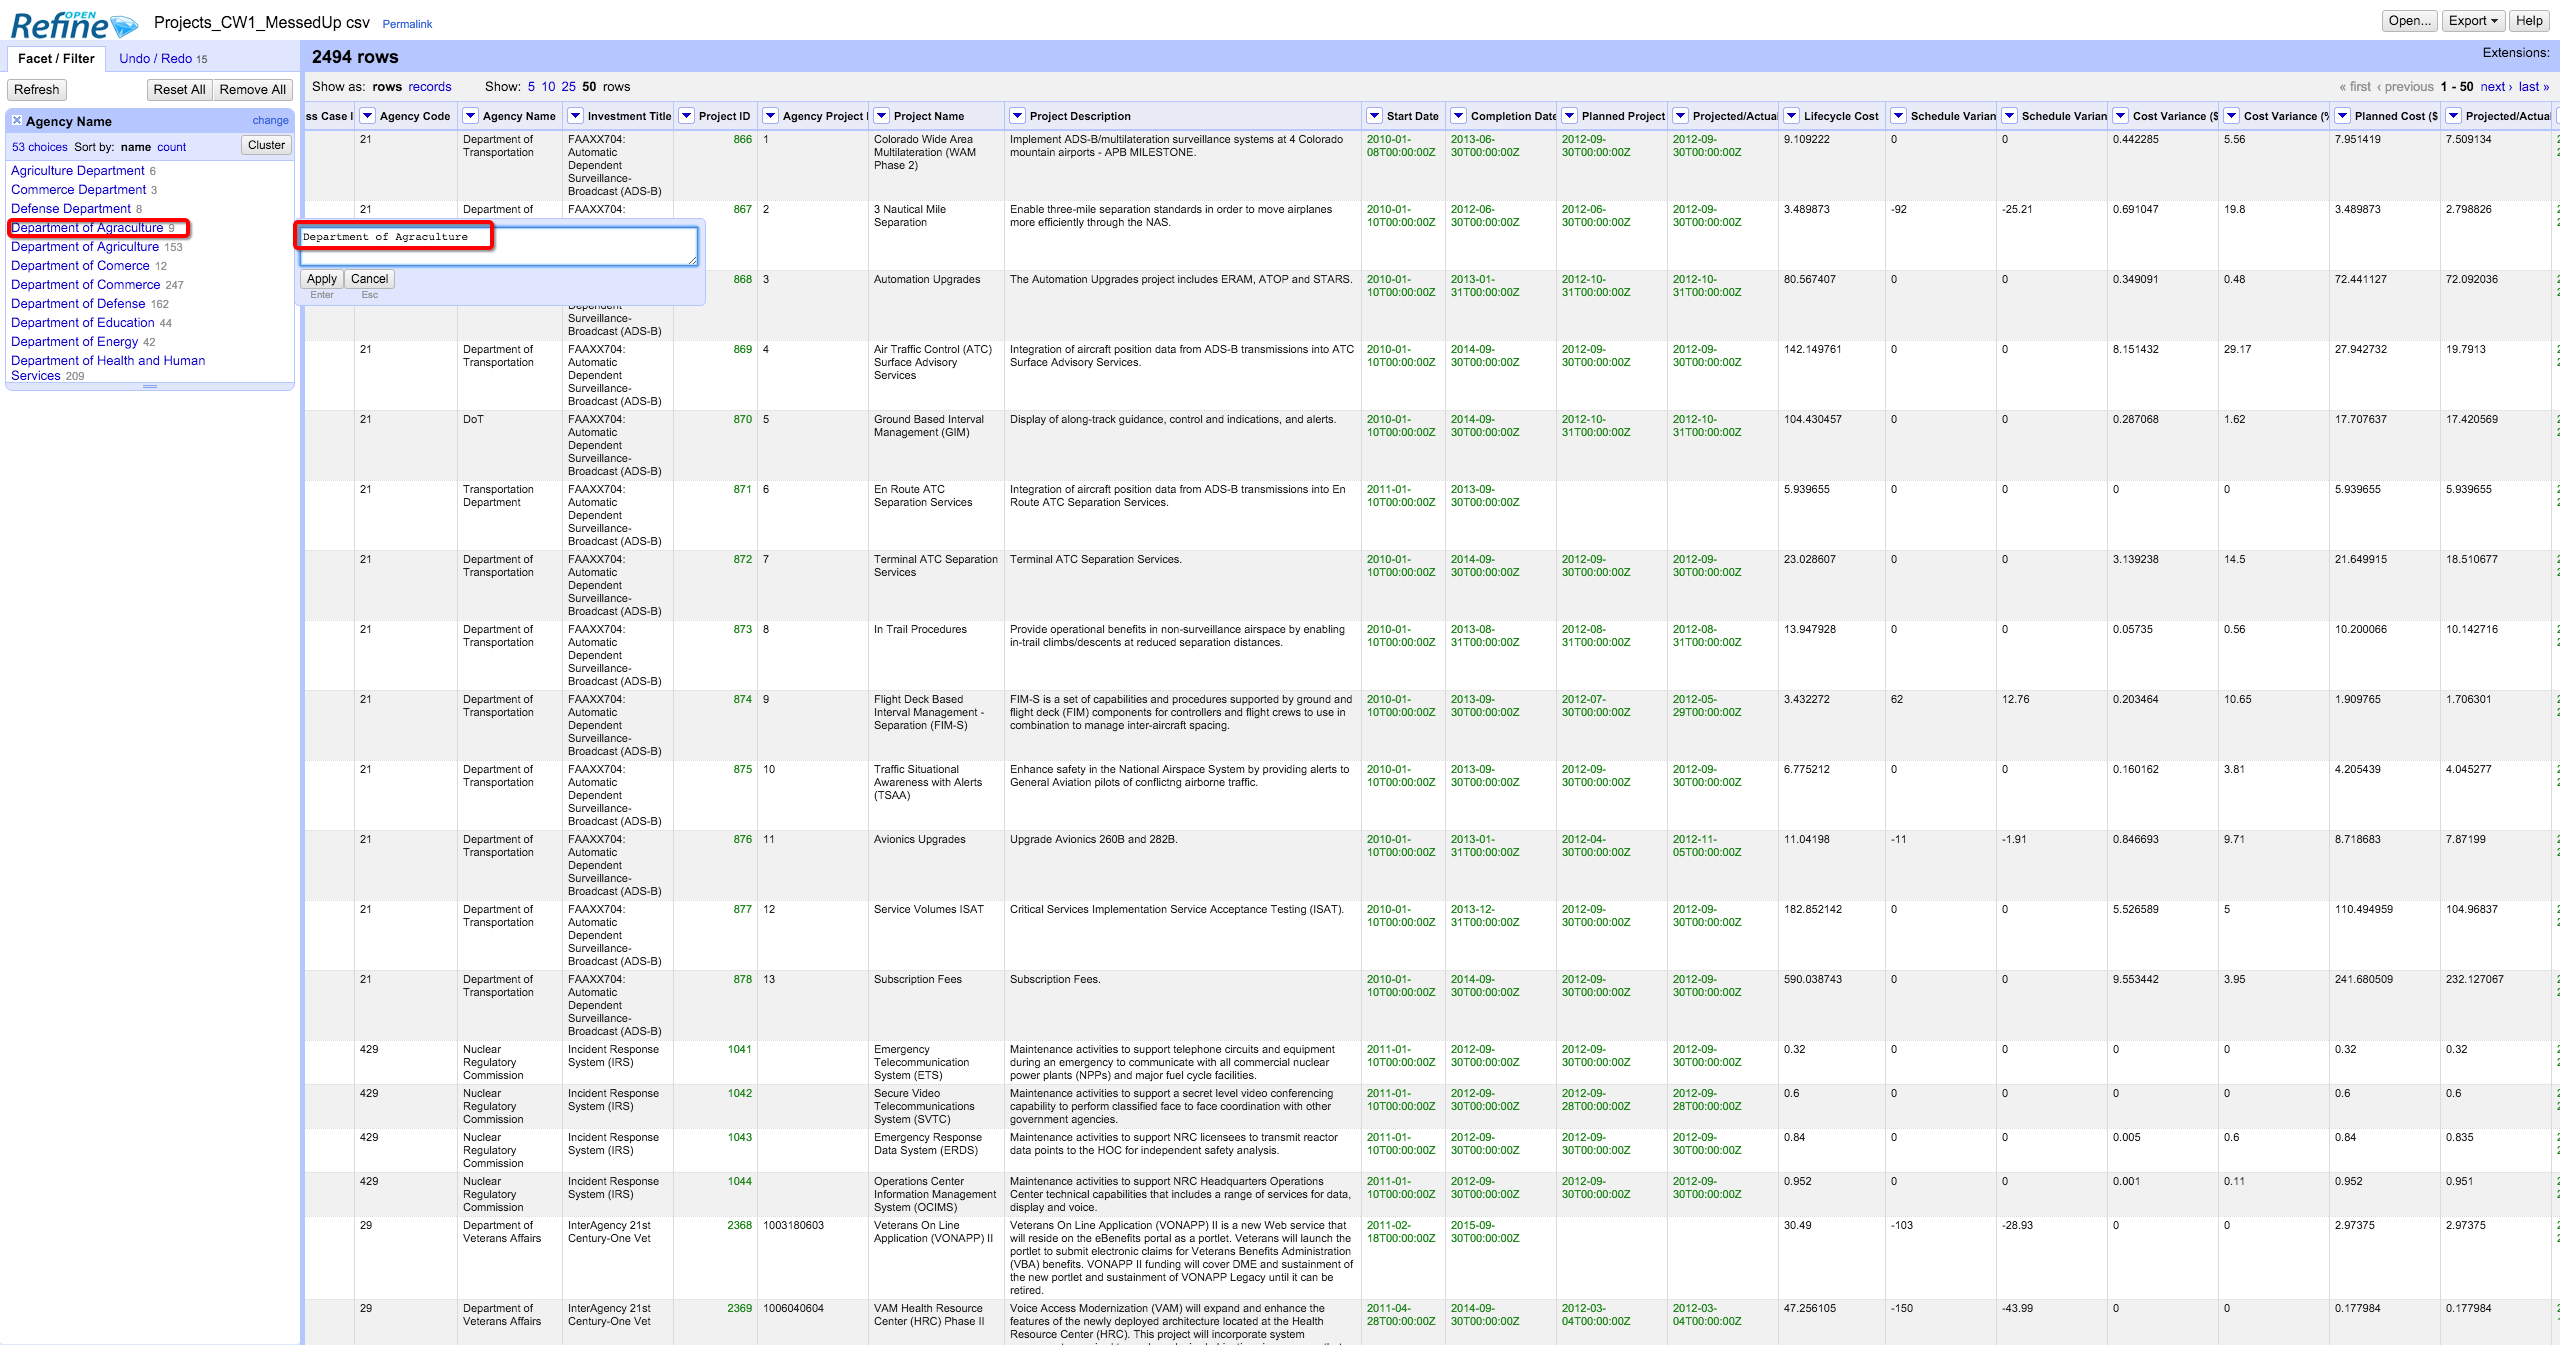 OPEN
Refine Projects_CW1_MessedUp csv Permalink Open... Export Help
Facet / Filter Undo / Redo 15 2494 rows Extensions:
Refresh Reset All Remove All Show as: rows records Show: 5 10 25 50 rows « first ‹ previous 1 - 50 next › last »
Agency Name change
53 choices Sort by: name count Cluster
Agriculture Department 6
Commerce Department 3
Defense Department 8
Department of Agraculture 9
Department of Agriculture 153
Department of Comerce 12
Department of Commerce 247
Department of Defense 162
Department of Education 44
Department of Energy 42
Department of Health and Human
Services 209
Department of Agraculture
Apply Cancel
Enter Esc
ss Case I Agency Code Agency Name Investment Title Project ID Agency Project Project Name Project Description Start Date Completion Date Planned Project Projected/Actual Lifecycle Cost Schedule Varian Schedule Varian Cost Variance ($ Cost Variance (% Planned Cost ($ Projected/Actual
21 Department of FAAXX704: 866 1 Colorado Wide Area Implement ADS-B/multilateration surveillance systems at 4 Colorado 2010-01- 2013-06- 2012-09- 2012-09- 9.109222 0 0 0.442285 5.56 7.951419 7.509134
Transportation Automatic Multilateration (WAM mountain airports - APB MILESTONE. 08T00:00:00Z 30T00:00:00Z 30T00:00:00Z 30T00:00:00Z
Dependent Phase 2)
Surveillance-
Broadcast (ADS-B)
21 Department of FAAXX704: 867 2 3 Nautical Mile Enable three-mile separation standards in order to move airplanes 2010-01- 2012-06- 2012-06- 2012-09- 3.489873 -92 -25.21 0.691047 19.8 3.489873 2.798826
Separation more efficiently through the NAS. 10T00:00:00Z 30T00:00:00Z 30T00:00:00Z 30T00:00:00Z
868 3 Automation Upgrades The Automation Upgrades project includes ERAM, ATOP and STARS. 2010-01- 2013-01- 2012-10- 2012-10- 80.567407 0 0 0.349091 0.48 72.441127 72.092036
10T00:00:00Z 31T00:00:00Z 31T00:00:00Z 31T00:00:00Z
Dependent
Surveillance-
Broadcast (ADS-B)
21 Department of FAAXX704: 869 4 Air Traffic Control (ATC) Integration of aircraft position data from ADS-B transmissions into ATC 2010-01- 2014-09- 2012-09- 2012-09- 142.149761 0 0 8.151432 29.17 27.942732 19.7913
Transportation Automatic Surface Advisory Surface Advisory Services. 10T00:00:00Z 30T00:00:00Z 30T00:00:00Z 30T00:00:00Z
Dependent Services
Surveillance-
Broadcast (ADS-B)
21 DoT FAAXX704: 870 5 Ground Based Interval Display of along-track guidance, control and indications, and alerts. 2010-01- 2014-09- 2012-10- 2012-10- 104.430457 0 0 0.287068 1.62 17.707637 17.420569
Automatic Management (GIM) 10T00:00:00Z 30T00:00:00Z 31T00:00:00Z 31T00:00:00Z
Dependent
Surveillance-
Broadcast (ADS-B)
21 Transportation FAAXX704: 871 6 En Route ATC Integration of aircraft position data from ADS-B transmissions into En 2011-01- 2013-09- 5.939655 0 0 0 0 5.939655 5.939655
Department Automatic Separation Services Route ATC Separation Services. 10T00:00:00Z 30T00:00:00Z
Dependent
Surveillance-
Broadcast (ADS-B)
21 Department of FAAXX704: 872 7 Terminal ATC Separation Terminal ATC Separation Services. 2010-01- 2014-09- 2012-09- 2012-09- 23.028607 0 0 3.139238 14.5 21.649915 18.510677
Transportation Automatic Services 10T00:00:00Z 30T00:00:00Z 30T00:00:00Z 30T00:00:00Z
Dependent
Surveillance-
Broadcast (ADS-B)
21 Department of FAAXX704: 873 8 In Trail Procedures Provide operational benefits in non-surveillance airspace by enabling 2010-01- 2013-08- 2012-08- 2012-08- 13.947928 0 0 0.05735 0.56 10.200066 10.142716
Transportation Automatic in-trail climbs/descents at reduced separation distances. 10T00:00:00Z 31T00:00:00Z 31T00:00:00Z 31T00:00:00Z
Dependent
Surveillance-
Broadcast (ADS-B)
21 Department of FAAXX704: 874 9 Flight Deck Based FIM-S is a set of capabilities and procedures supported by ground and 2010-01- 2013-09- 2012-07- 2012-05- 3.432272 62 12.76 0.203464 10.65 1.909765 1.706301
Transportation Automatic Interval Management - flight deck (FIM) components for controllers and flight crews to use in 10T00:00:00Z 30T00:00:00Z 30T00:00:00Z 29T00:00:00Z
Dependent Separation (FIM-S) combination to manage inter-aircraft spacing.
Surveillance-
Broadcast (ADS-B)
21 Department of FAAXX704: 875 10 Traffic Situational Enhance safety in the National Airspace System by providing alerts to 2010-01- 2013-09- 2012-09- 2012-09- 6.775212 0 0 0.160162 3.81 4.205439 4.045277
Transportation Automatic Awareness with Alerts General Aviation pilots of conflictng airborne traffic. 10T00:00:00Z 30T00:00:00Z 30T00:00:00Z 30T00:00:00Z
Dependent (TSAA)
Surveillance-
Broadcast (ADS-B)
21 Department of FAAXX704: 876 11 Avionics Upgrades Upgrade Avionics 260B and 282B. 2010-01- 2013-01- 2012-04- 2012-11- 11.04198 -11 -1.91 0.846693 9.71 8.718683 7.87199
Transportation Automatic 10T00:00:00Z 31T00:00:00Z 30T00:00:00Z 05T00:00:00Z
Dependent
Surveillance-
Broadcast (ADS-B)
21 Department of FAAXX704: 877 12 Service Volumes ISAT Critical Services Implementation Service Acceptance Testing (ISAT). 2010-01- 2013-12- 2012-09- 2012-09- 182.852142 0 0 5.526589 5 110.494959 104.96837
Transportation Automatic 10T00:00:00Z 31T00:00:00Z 30T00:00:00Z 30T00:00:00Z
Dependent
Surveillance-
Broadcast (ADS-B)
21 Department of FAAXX704: 878 13 Subscription Fees Subscription Fees. 2010-01- 2014-09- 2012-09- 2012-09- 590.038743 0 0 9.553442 3.95 241.680509 232.127067
Transportation Automatic 10T00:00:00Z 30T00:00:00Z 30T00:00:00Z 30T00:00:00Z
Dependent
Surveillance-
Broadcast (ADS-B)
429 Nuclear Incident Response 1041 Emergency Maintenance activities to support telephone circuits and equipment 2011-01- 2012-09- 2012-09- 2012-09- 0.32 0 0 0 0 0.32 0.32
Regulatory System (IRS) Telecommunication during an emergency to communicate with all commercial nuclear 10T00:00:00Z 30T00:00:00Z 30T00:00:00Z 30T00:00:00Z
Commission System (ETS) power plants (NPPs) and major fuel cycle facilities.
429 Nuclear Incident Response 1042 Secure Video Maintenance activities to support a secret level video conferencing 2011-01- 2012-09- 2012-09- 2012-09- 0.6 0 0 0 0 0.6 0.6
Regulatory System (IRS) Telecommunications capability to perform classified face to face coordination with other 10T00:00:00Z 30T00:00:00Z 28T00:00:00Z 28T00:00:00Z
Commission System (SVTC) government agencies.
429 Nuclear Incident Response 1043 Emergency Response Maintenance activities to support NRC licensees to transmit reactor 2011-01- 2012-09- 2012-09- 2012-09- 0.84 0 0 0.005 0.6 0.84 0.835
Regulatory System (IRS) Data System (ERDS) data points to the HOC for independent safety analysis. 10T00:00:00Z 30T00:00:00Z 30T00:00:00Z 30T00:00:00Z
Commission
429 Nuclear Incident Response 1044 Operations Center Maintenance activities to support NRC Headquarters Operations 2011-01- 2012-09- 2012-09- 2012-09- 0.952 0 0 0.001 0.11 0.952 0.951
Regulatory System (IRS) Information Management Center technical capabilities that includes a range of services for data, 10T00:00:00Z 30T00:00:00Z 30T00:00:00Z 30T00:00:00Z
Commission System (OCIMS) display and voice.
29 Department of InterAgency 21st 2368 1003180603 Veterans On Line Veterans On Line Application (VONAPP) II is a new Web service that 2011-02- 2015-09- 30.49 -103 -28.93 0 0 2.97375 2.97375
Veterans Affairs Century-One Vet Application (VONAPP) II will reside on the eBenefits portal as a portlet. Veterans will launch the 18T00:00:00Z 30T00:00:00Z
portlet to submit electronic claims for Veterans Benefits Administration
(VBA) benefits. VONAPP II funding will cover DME and sustainment of
the new portlet and sustainment of VONAPP Legacy until it can be
retired.
29 Department of InterAgency 21st 2369 1006040604 VAM Health Resource Voice Access Modernization (VAM) will expand and enhance the 2011-04- 2014-09- 2012-03- 2012-03- 47.256105 -150 -43.99 0 0 0.177984 0.177984
Veterans Affairs Century-One Vet Center (HRC) Phase II features of the newly deployed architecture located at the Health 28T00:00:00Z 30T00:00:00Z 04T00:00:00Z 04T00:00:00Z
Resource Center (HRC). This project will incorporate system